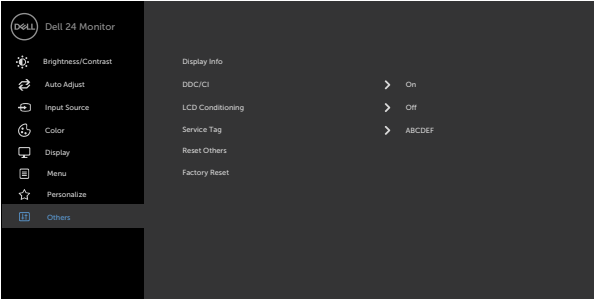 DELL Dell 24 Monitor
Brightness/Contrast
Auto Adjust
Input Source
Color
Display
Menu
Personalize
Others
Display Info
DDC/CI On
LCD Conditioning Off
Service Tag ABCDEF
Reset Others
Factory Reset